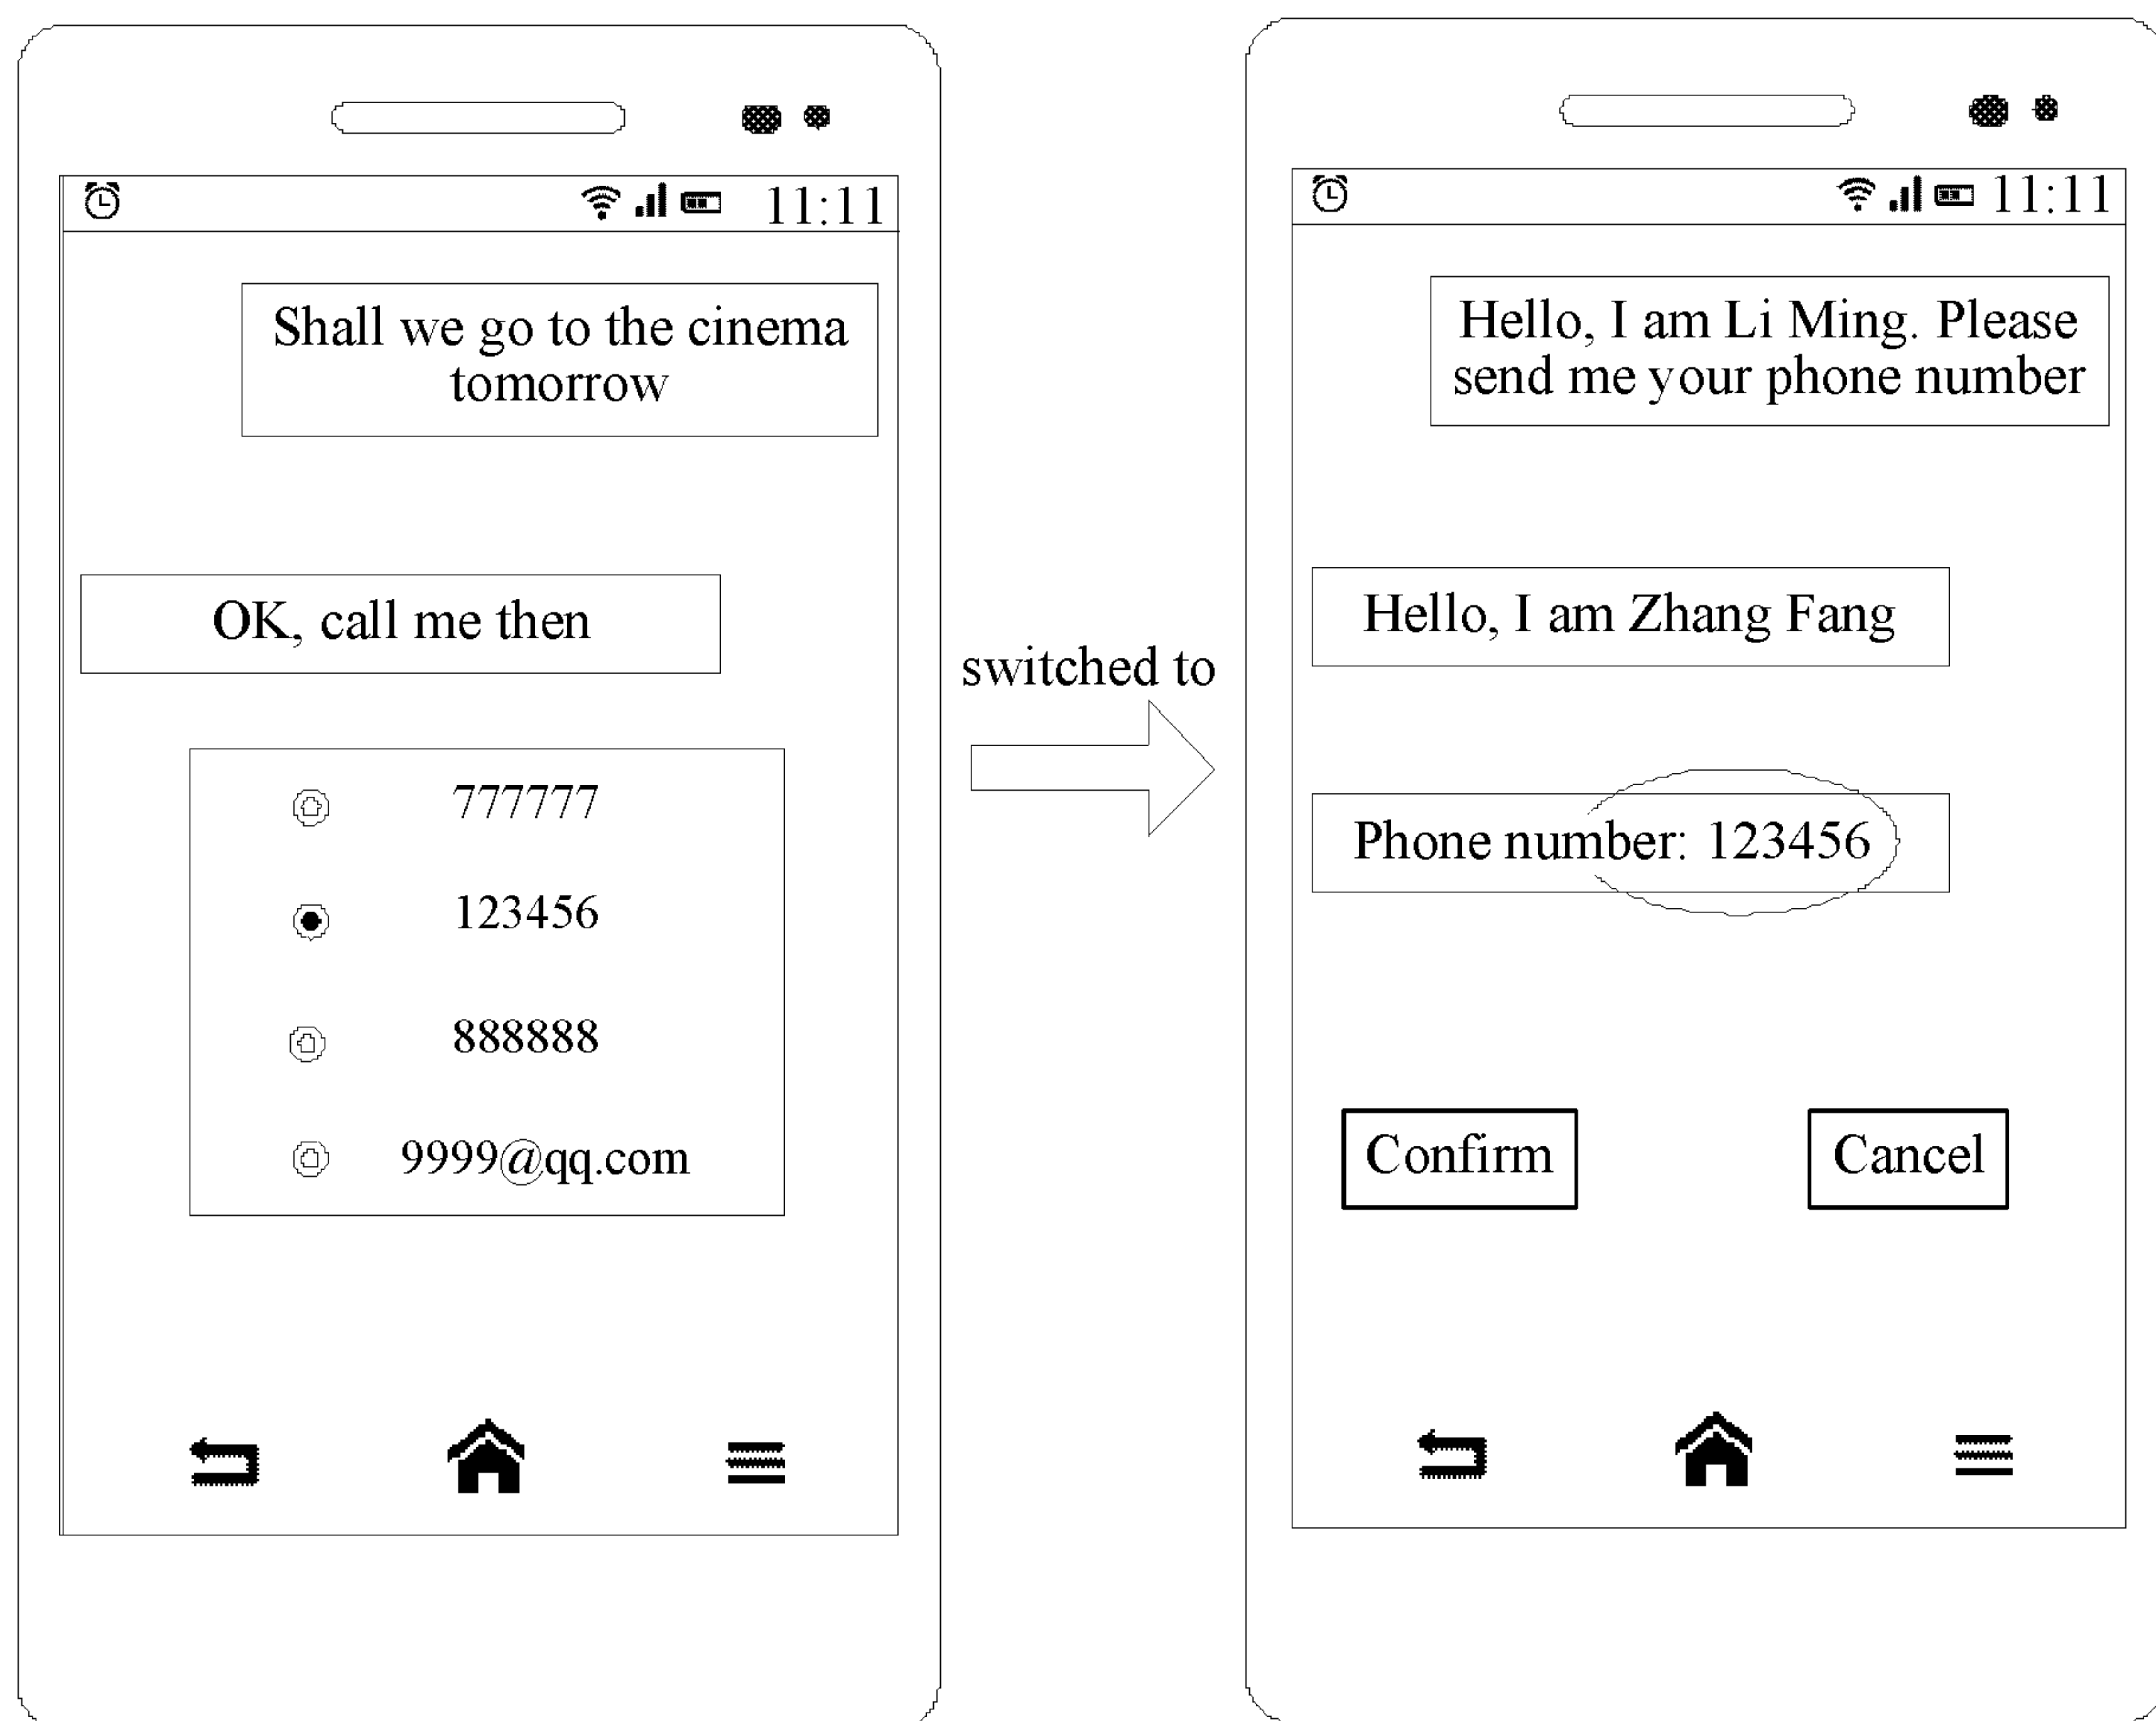 11:11
Shall we go to the cinema
tomorrow
OK, call me then
777777
123456
888888
9999@qq.com
switched to
11:11
Hello, I am Li Ming. Please
send me your phone number
Hello, I am Zhang Fang
Phone number: 123456
Confirm
Cancel